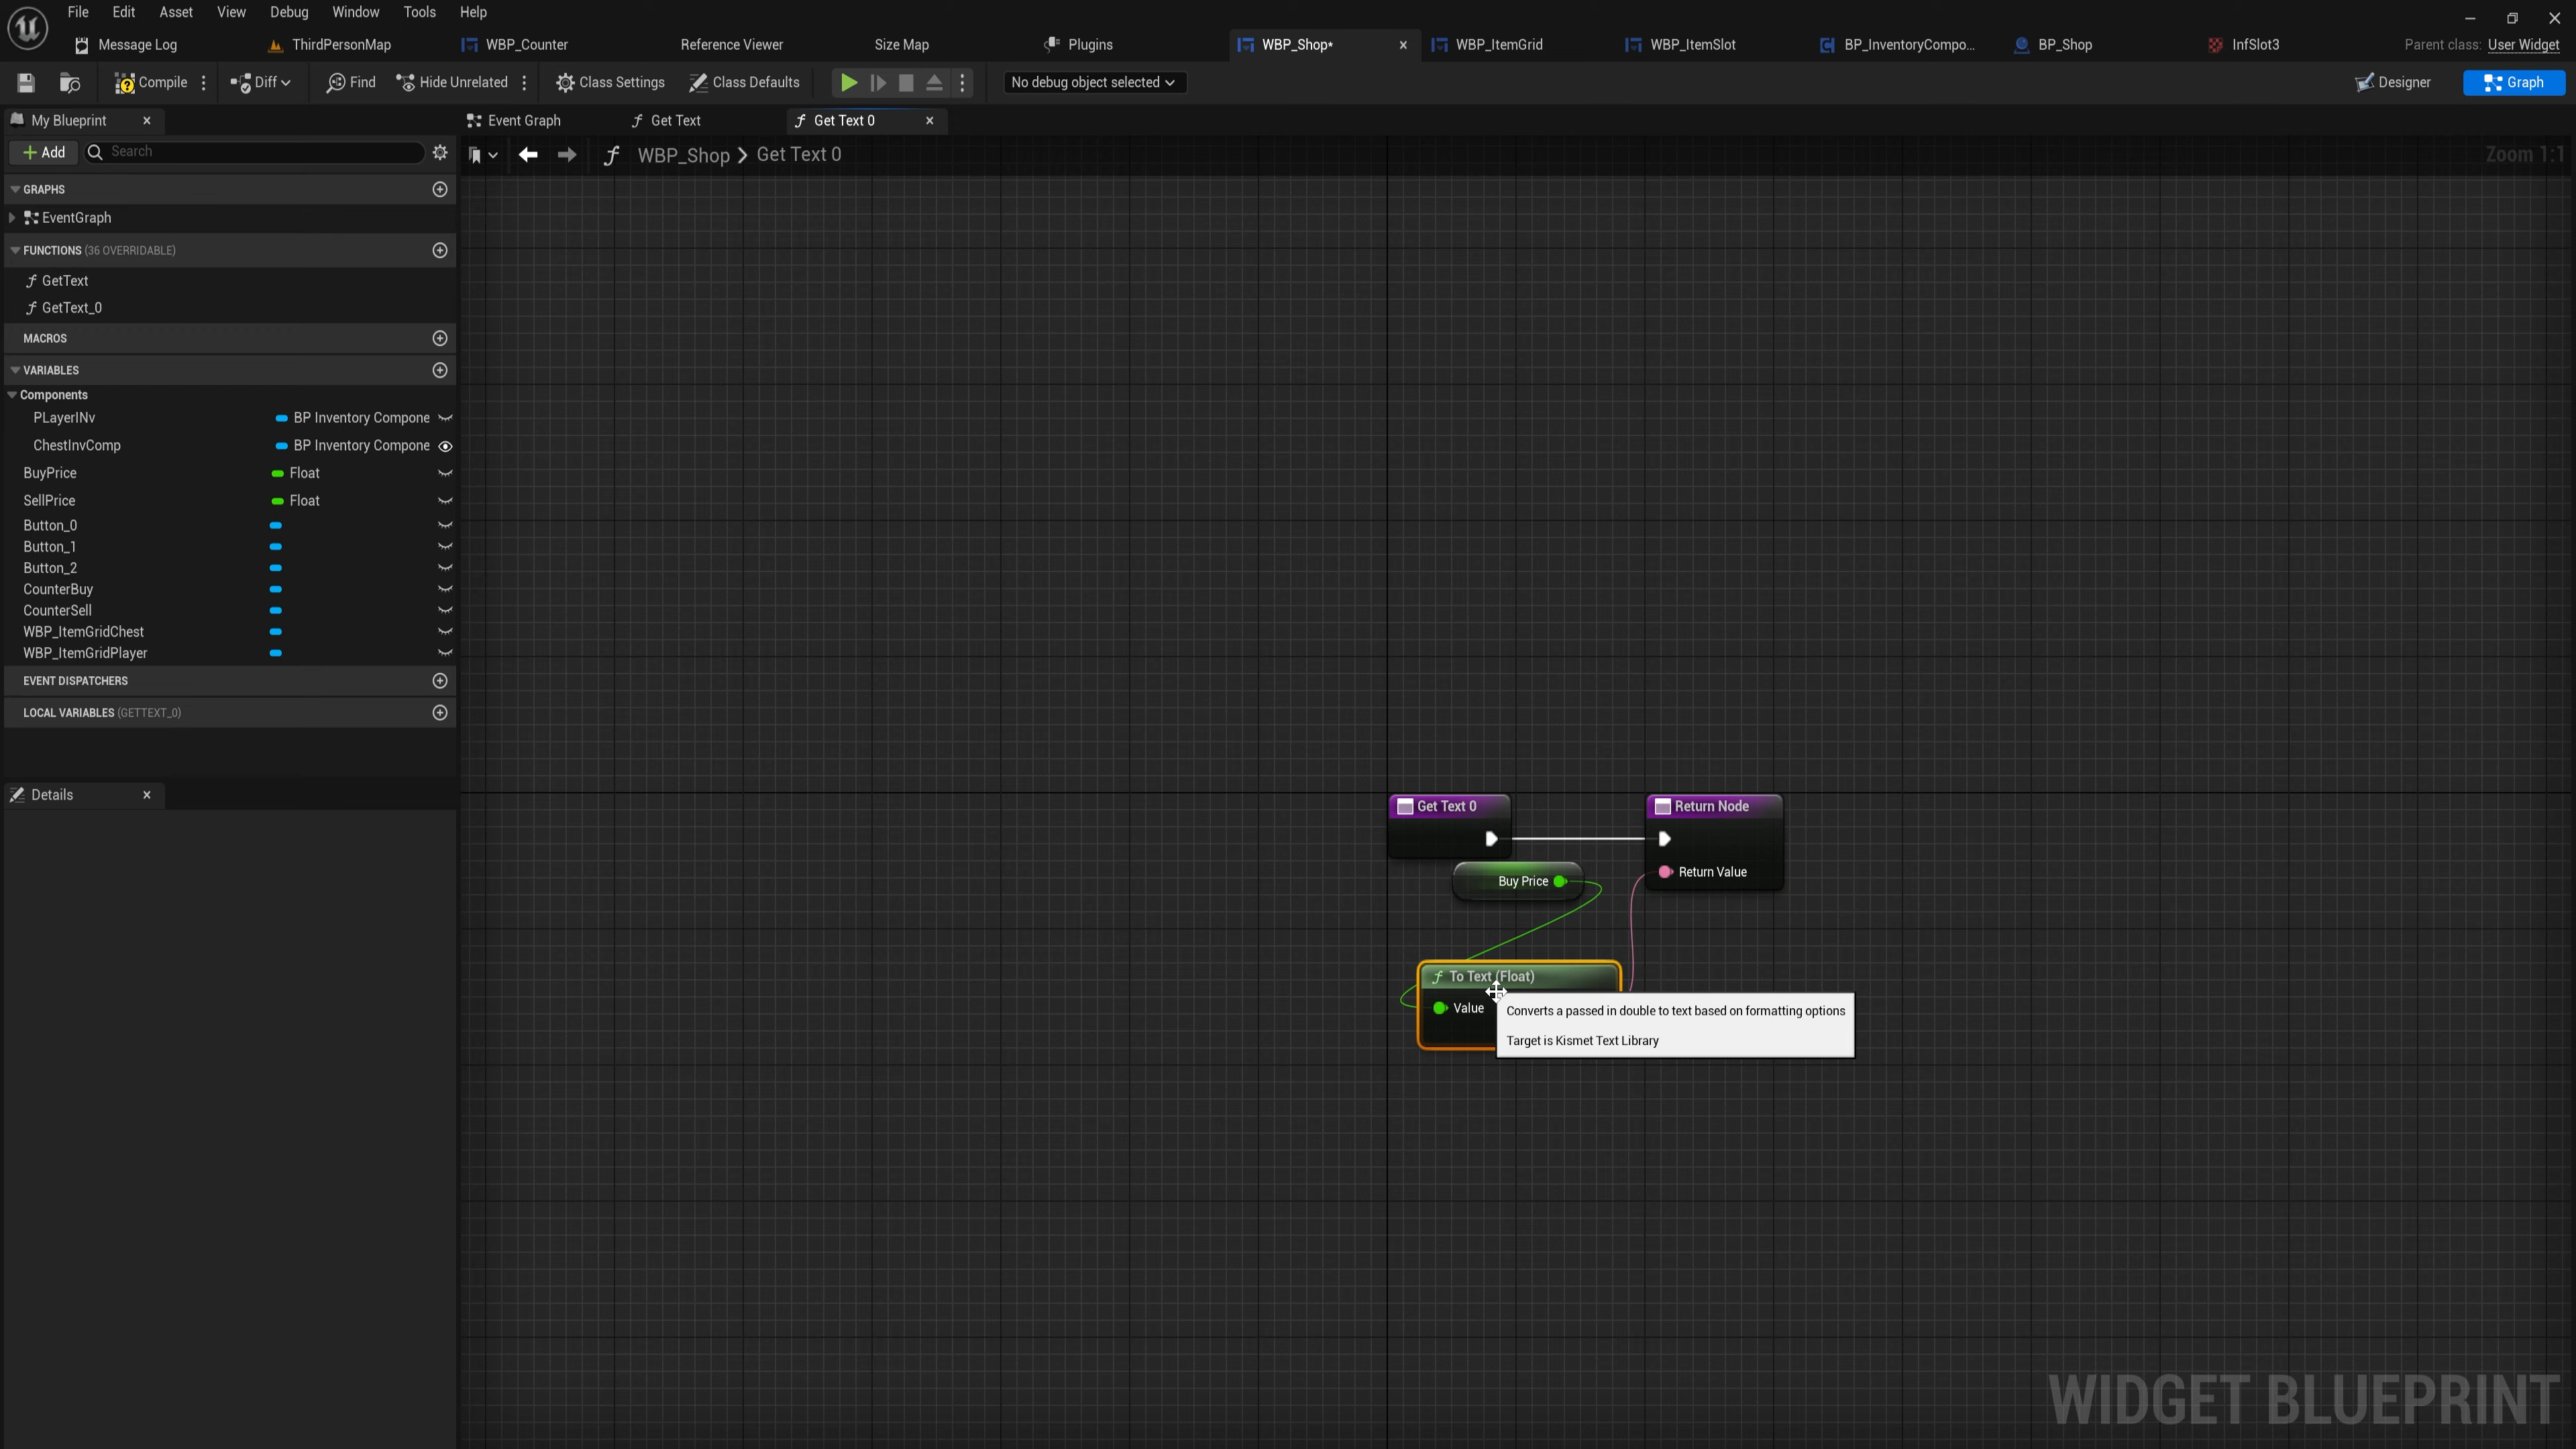 File Edit Asset View Debug Window Tools Help
Message Log ThirdPersonMap WBP_Counter Reference Viewer Size Map Plugins WBP_Shop* WBP_ItemGrid WBP_ItemSlot BP_InventoryCompo... BP_Shop InfSlot3 Parent class: User Widget
Compile Diff Find Hide Unrelated Class Settings Class Defaults No debug object selected Designer Graph
My Blueprint Event Graph Get Text Get Text 0
Add Search WBP_Shop > Get Text 0 Zoom 1:1
GRAPHS
EventGraph
FUNCTIONS (36 OVERRIDABLE)
GetText
GetText_0
MACROS
VARIABLES
Components
PLayerINv BP Inventory Compone
ChestInvComp BP Inventory Compone
BuyPrice Float
SellPrice Float
Button_0
Button_1
Button_2
CounterBuy
CounterSell
WBP_ItemGridChest
WBP_ItemGridPlayer
EVENT DISPATCHERS
LOCAL VARIABLES (GETTEXT_0)
Details
Get Text 0 Return Node
Return Value
Buy Price
To Text (Float)
Value
Converts a passed in double to text based on formatting options
Target is Kismet Text Library
WIDGET BLUEPRINT